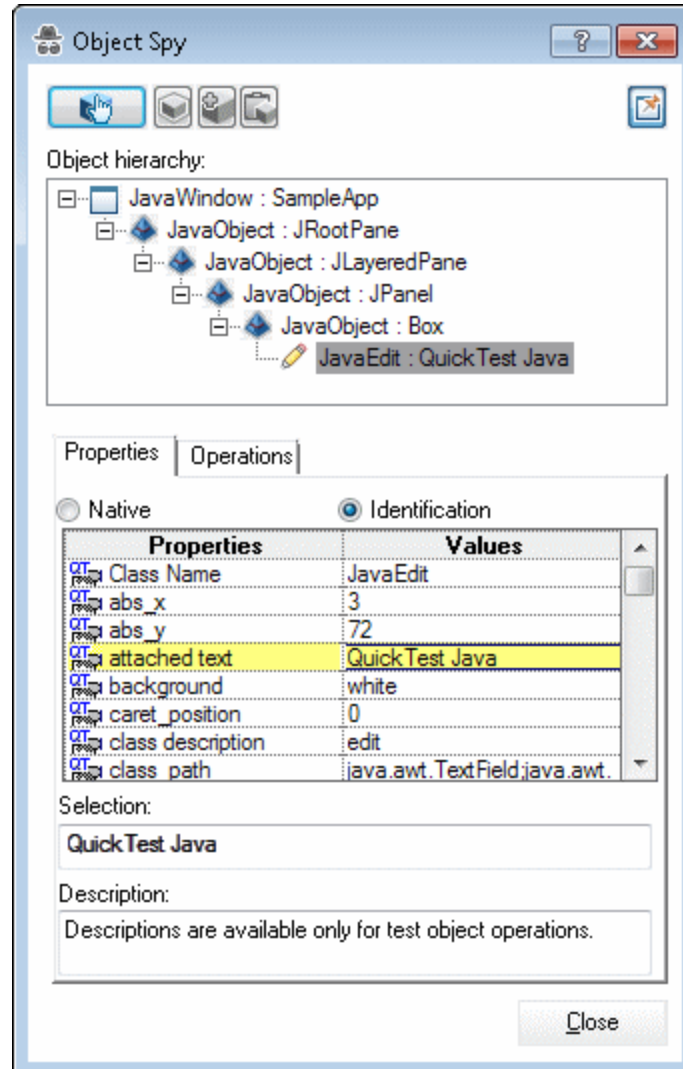 Object Spy
Object hierarchy:
JavaWindow : SampleApp
JavaObject : JRootPane
JavaObject : JLayeredPane
JavaObject : JPanel
JavaObject : Box
JavaEdit : QuickTest Java
Properties Operations
Native Identification
Properties Values
Class Name JavaEdit
abs_x 3
abs_y 72
attached text QuickTest Java
background white
caret_position 0
class description edit
class_path java.awt.TextField;java.awt.
Selection:
QuickTest Java
Description:
Descriptions are available only for test object operations.
Close